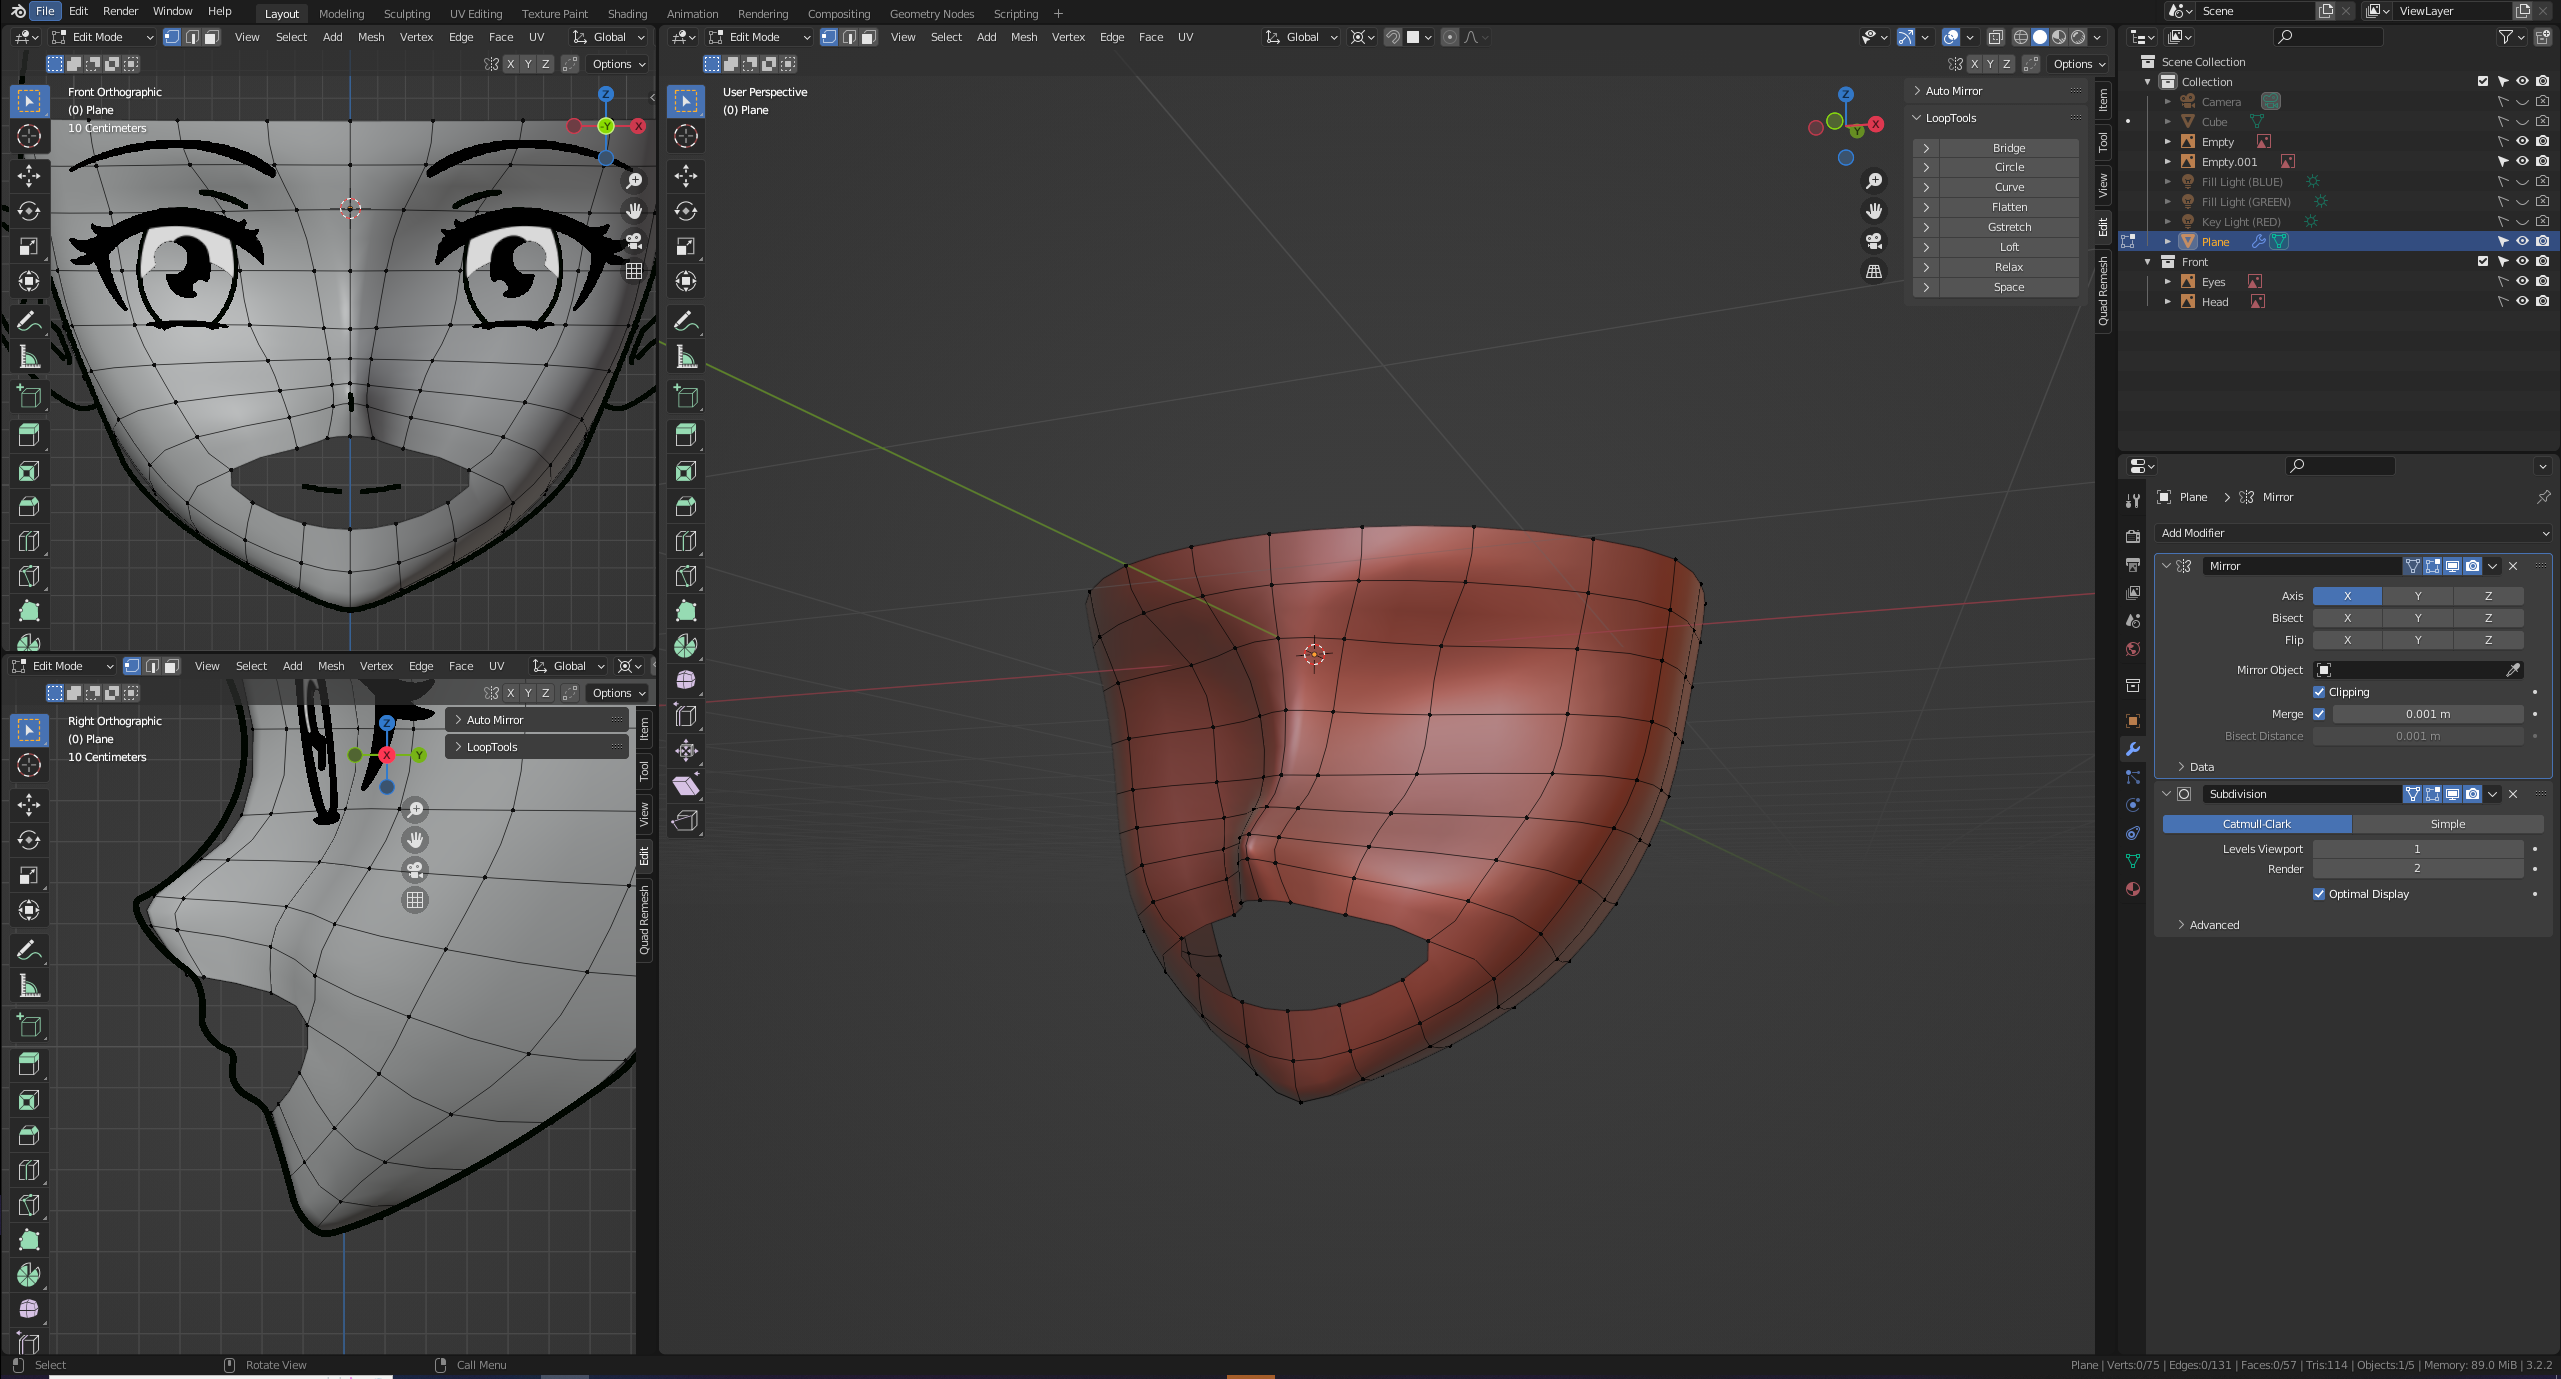 File Edit Render Window Help Layout Modeling Sculpting UV Editing Texture Paint Shading Animation Rendering Compositing Geometry Nodes Scripting + Scene ViewLayer
Edit Mode View Select Add Mesh Vertex Edge Face UV Global
X Y Z Options
Front Orthographic
(0) Plane
10 Centimeters
Z
-Y
X
Edit Mode View Select Add Mesh Vertex Edge Face UV Global
X Y Z Options
User Perspective
(0) Plane
Z
Y
X
Auto Mirror
LoopTools
Bridge
Circle
Curve
Flatten
Gstretch
Loft
Relax
Space
Item
Tool
View
Edit
Quad Remesh
Edit Mode View Select Add Mesh Vertex Edge Face UV Global
X Y Z Options
Right Orthographic
(0) Plane
10 Centimeters
Z
X
Y
Auto Mirror
LoopTools
Item
Tool
View
Edit
Quad Remesh
Scene Collection
Collection
Camera
Cube
Empty
Empty.001
Fill Light (BLUE)
Fill Light (GREEN)
Key Light (RED)
Plane
Front
Eyes
Head
Plane > Mirror
Add Modifier
Mirror
Axis X Y Z
Bisect X Y Z
Flip X Y Z
Mirror Object
Clipping
Merge 0.001 m
Bisect Distance 0.001 m
Data
Subdivision
Catmull-Clark Simple
Levels Viewport 1
Render 2
Optimal Display
Advanced
Select Rotate View Call Menu
Plane | Verts:0/75 | Edges:0/131 | Faces:0/57 | Tris:114 | Objects:1/5 | Memory: 89.0 MiB | 3.2.2